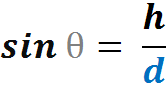 sin θ = h/d